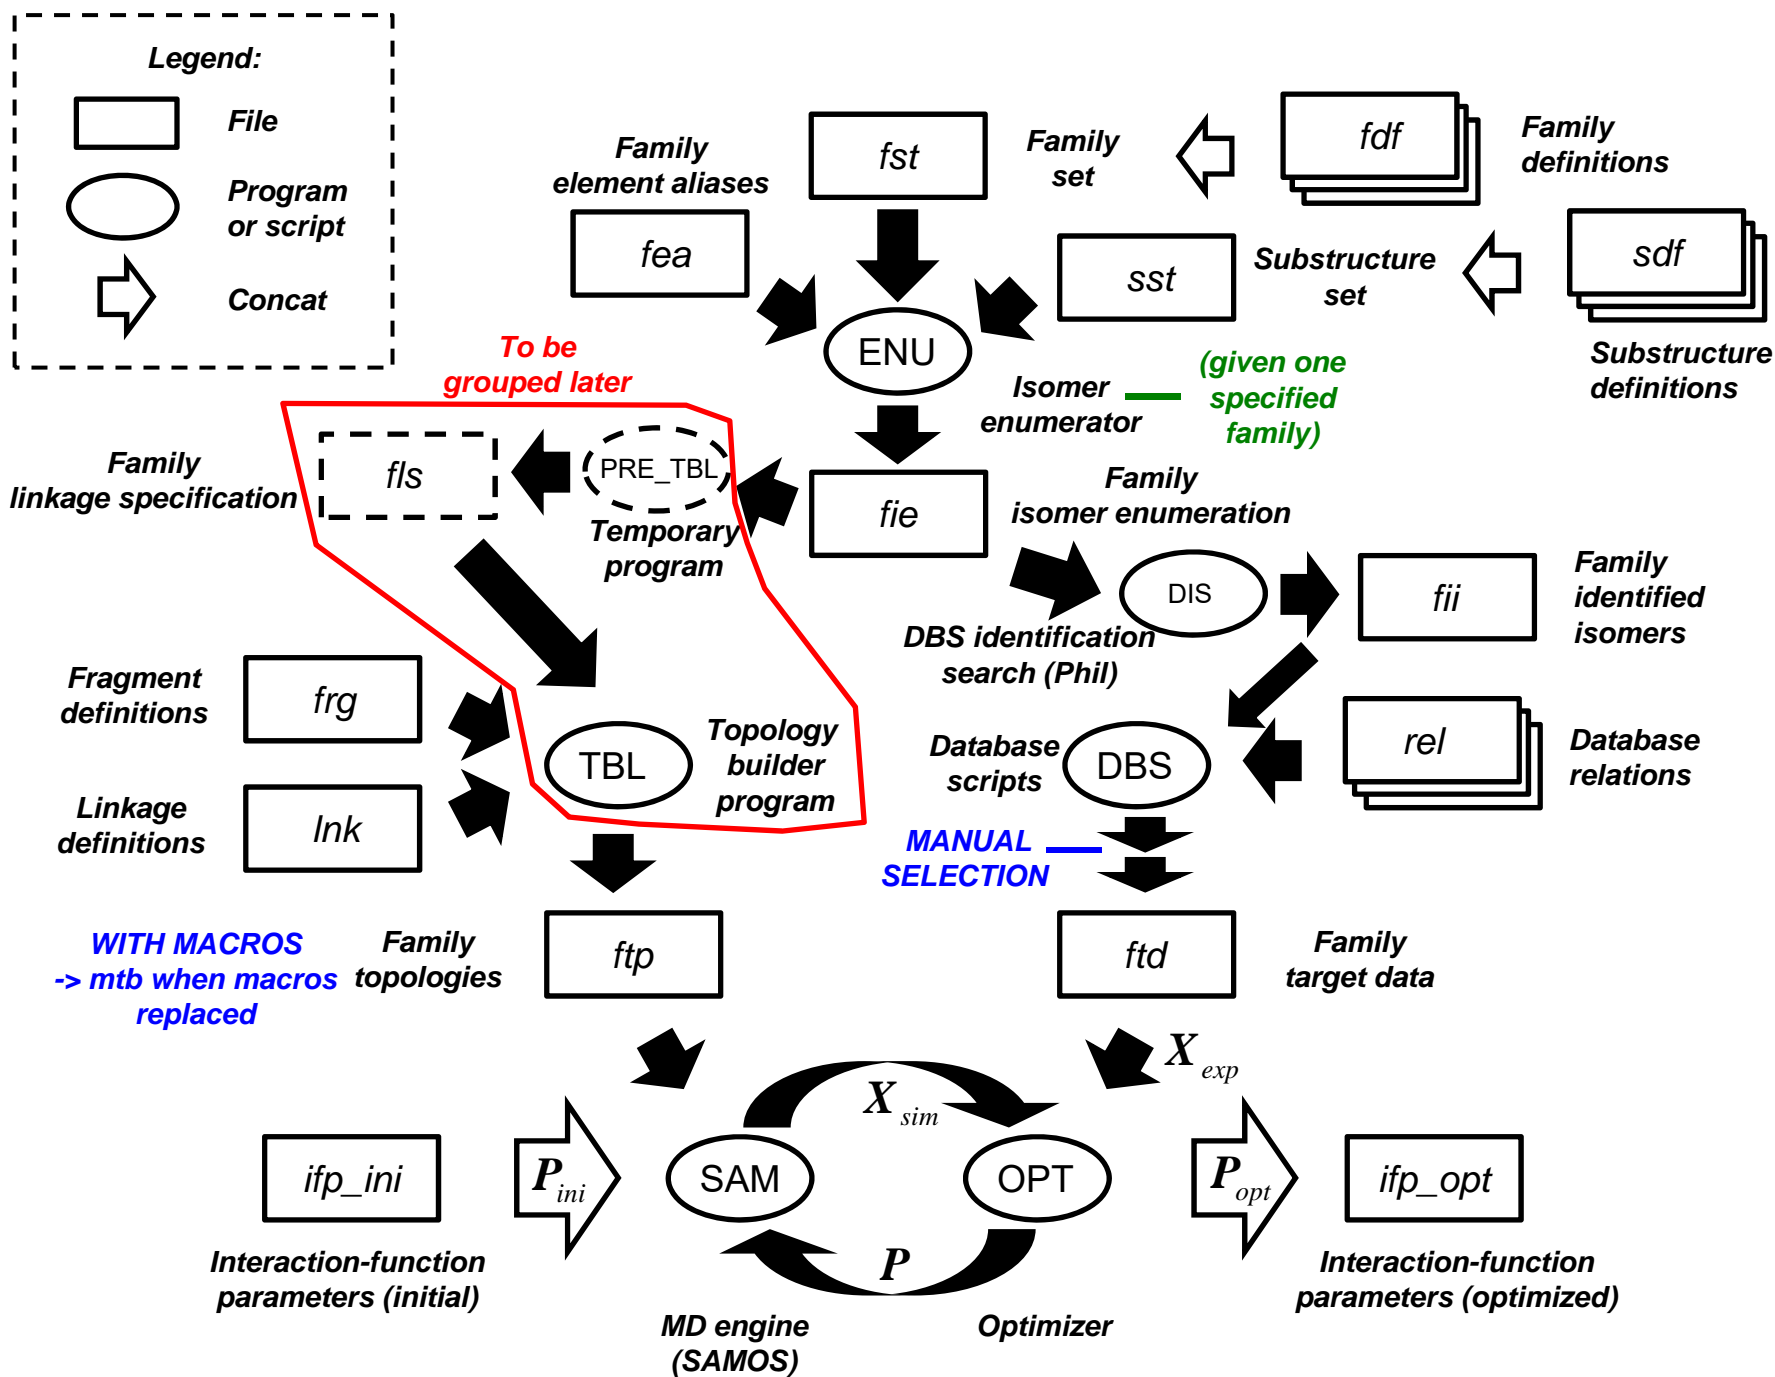 Legend:
File
Program
or script
Concat
fst
Family
set
fdf
Family
definitions
Family
element aliases
fea
sst
Substructure
set
sdf
Substructure
definitions
ENU
Isomer
enumerator
(given one
specified
family)
To be
grouped later
Family
linkage specification
fls
PRE_TBL
Temporary
program
fie
Family
isomer enumeration
DIS
DBS identification
search (Phil)
fii
Family
identified
isomers
Fragment
definitions
frg
Linkage
definitions
lnk
TBL
Topology
builder
program
Database
scripts
DBS
rel
Database
relations
MANUAL
SELECTION
WITH MACROS
-> mtb when macros
replaced
Family
topologies
ftp
ftd
Family
target data
X exp
X sim
ifp_ini
P ini
SAM
OPT
P opt
ifp_opt
P
Interaction-function
parameters (initial)
MD engine
(SAMOS)
Optimizer
Interaction-function
parameters (optimized)